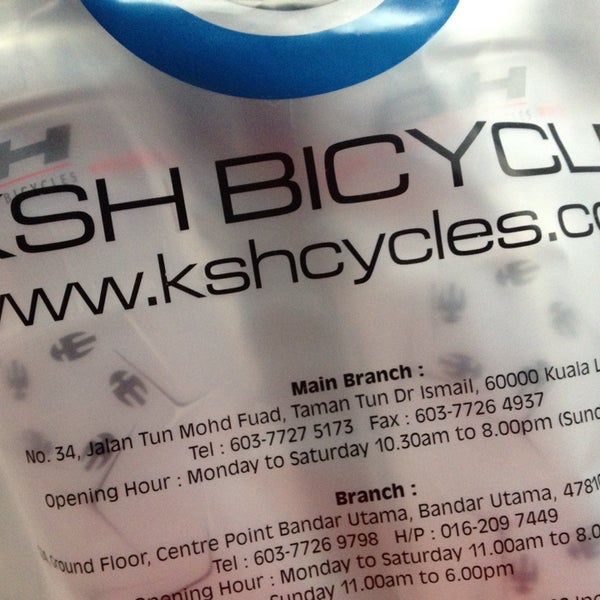 KSH BICYCL
www.kshcycles.co
Main Branch :
No. 34, Jalan Tun Mohd Fuad, Taman Tun Dr Ismail, 60000 Kuala L
Tel : 603-7727 5173 Fax : 603-7726 4937
Opening Hour : Monday to Saturday 10.30am to 8.00pm (Sund
Branch :
Ground Floor, Centre Point Bandar Utama, Bandar Utama, 4781
Tel : 603-7726 9798 H/P : 016-209 7449
Opening Hour : Monday to Saturday 11.00am to 8.0
Sunday 11.00am to 6.00pm
H
BICYCLES